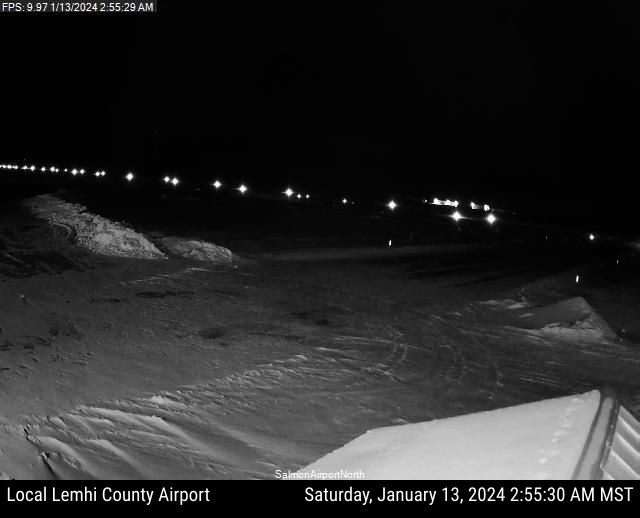 FPS: 9.97 1/13/2024 2:55:29 AM
SalmonAirportNorth
Local Lemhi County Airport Saturday, January 13, 2024 2:55:30 AM MST